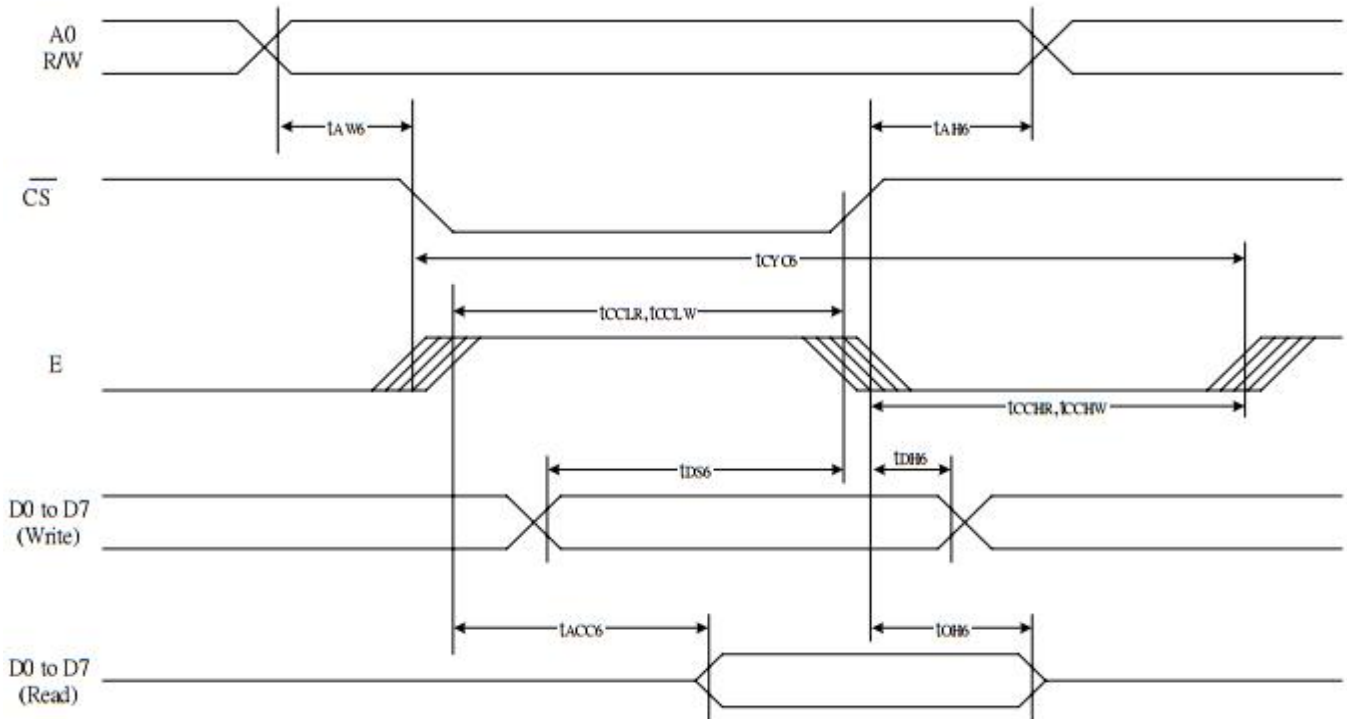 A0
R/W
tAW6
tAH6
CS
tCYC6
tCCLR,tCCLW
E
tCCHR,tCCHW
tDS6
tDH6
D0 to D7
(Write)
tACC6
tOH6
D0 to D7
(Read)